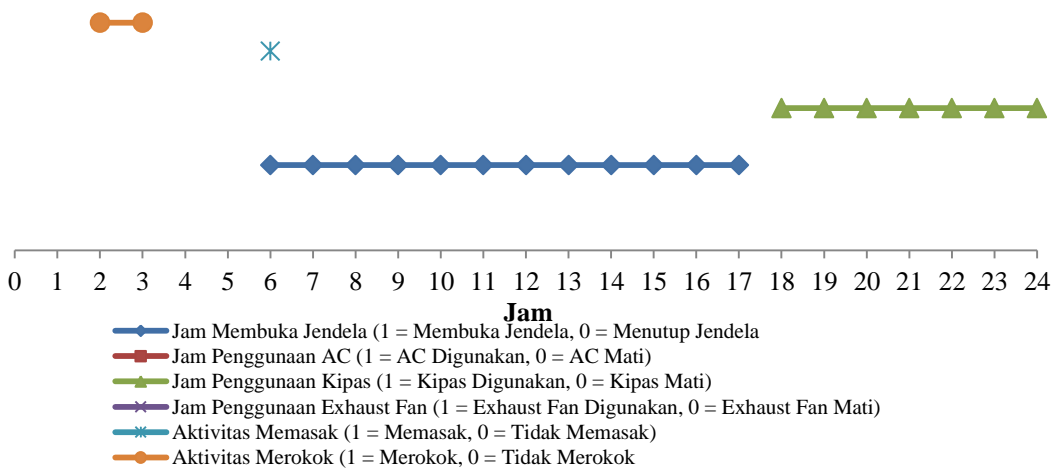 0 1 2 3 4 5 6 7 8 9 10 11 12 13 14 15 16 17 18 19 20 21 22 23 24
Jam
Jam Membuka Jendela (1 = Membuka Jendela, 0 = Menutup Jendela
Jam Penggunaan AC (1 = AC Digunakan, 0 = AC Mati)
Jam Penggunaan Kipas (1 = Kipas Digunakan, 0 = Kipas Mati)
Jam Penggunaan Exhaust Fan (1 = Exhaust Fan Digunakan, 0 = Exhaust Fan Mati)
Aktivitas Memasak (1 = Memasak, 0 = Tidak Memasak)
Aktivitas Merokok (1 = Merokok, 0 = Tidak Merokok